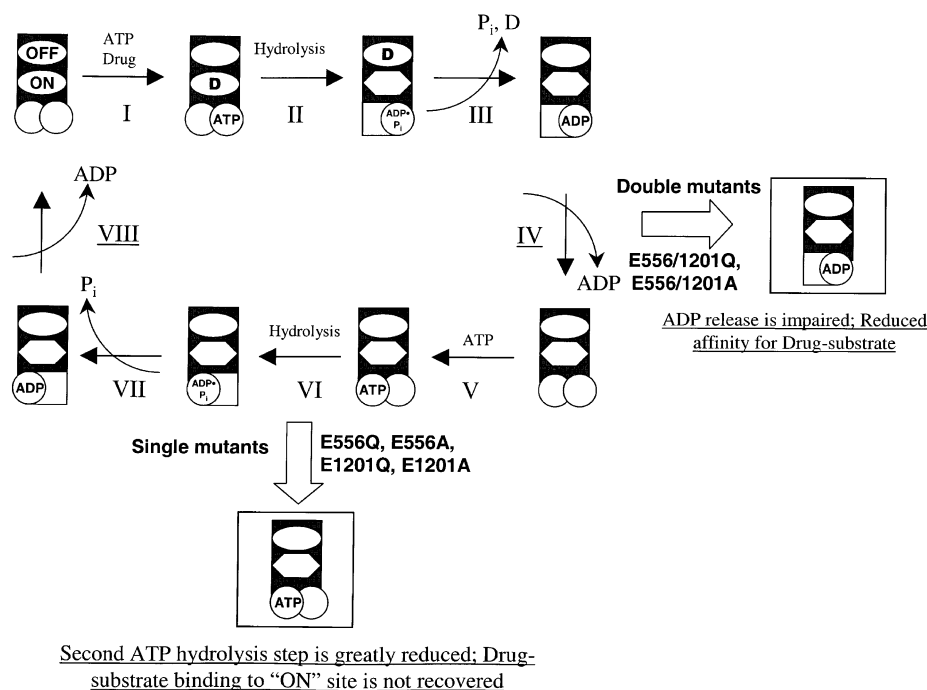 OFF
ON
ATP
Drug
I
D
ATP
Hydrolysis
II
D
ADP•
Pi
Pi, D
III
ADP
ADP
VIII
IV
ADP
Double mutants
E556/1201Q,
E556/1201A
ADP
ADP release is impaired; Reduced
affinity for Drug-substrate
ADP
Pi
VII
ADP•
Pi
Hydrolysis
VI
ATP
ATP
V
Single mutants
E556Q, E556A,
E1201Q, E1201A
ATP
Second ATP hydrolysis step is greatly reduced; Drug-
substrate binding to “ON” site is not recovered